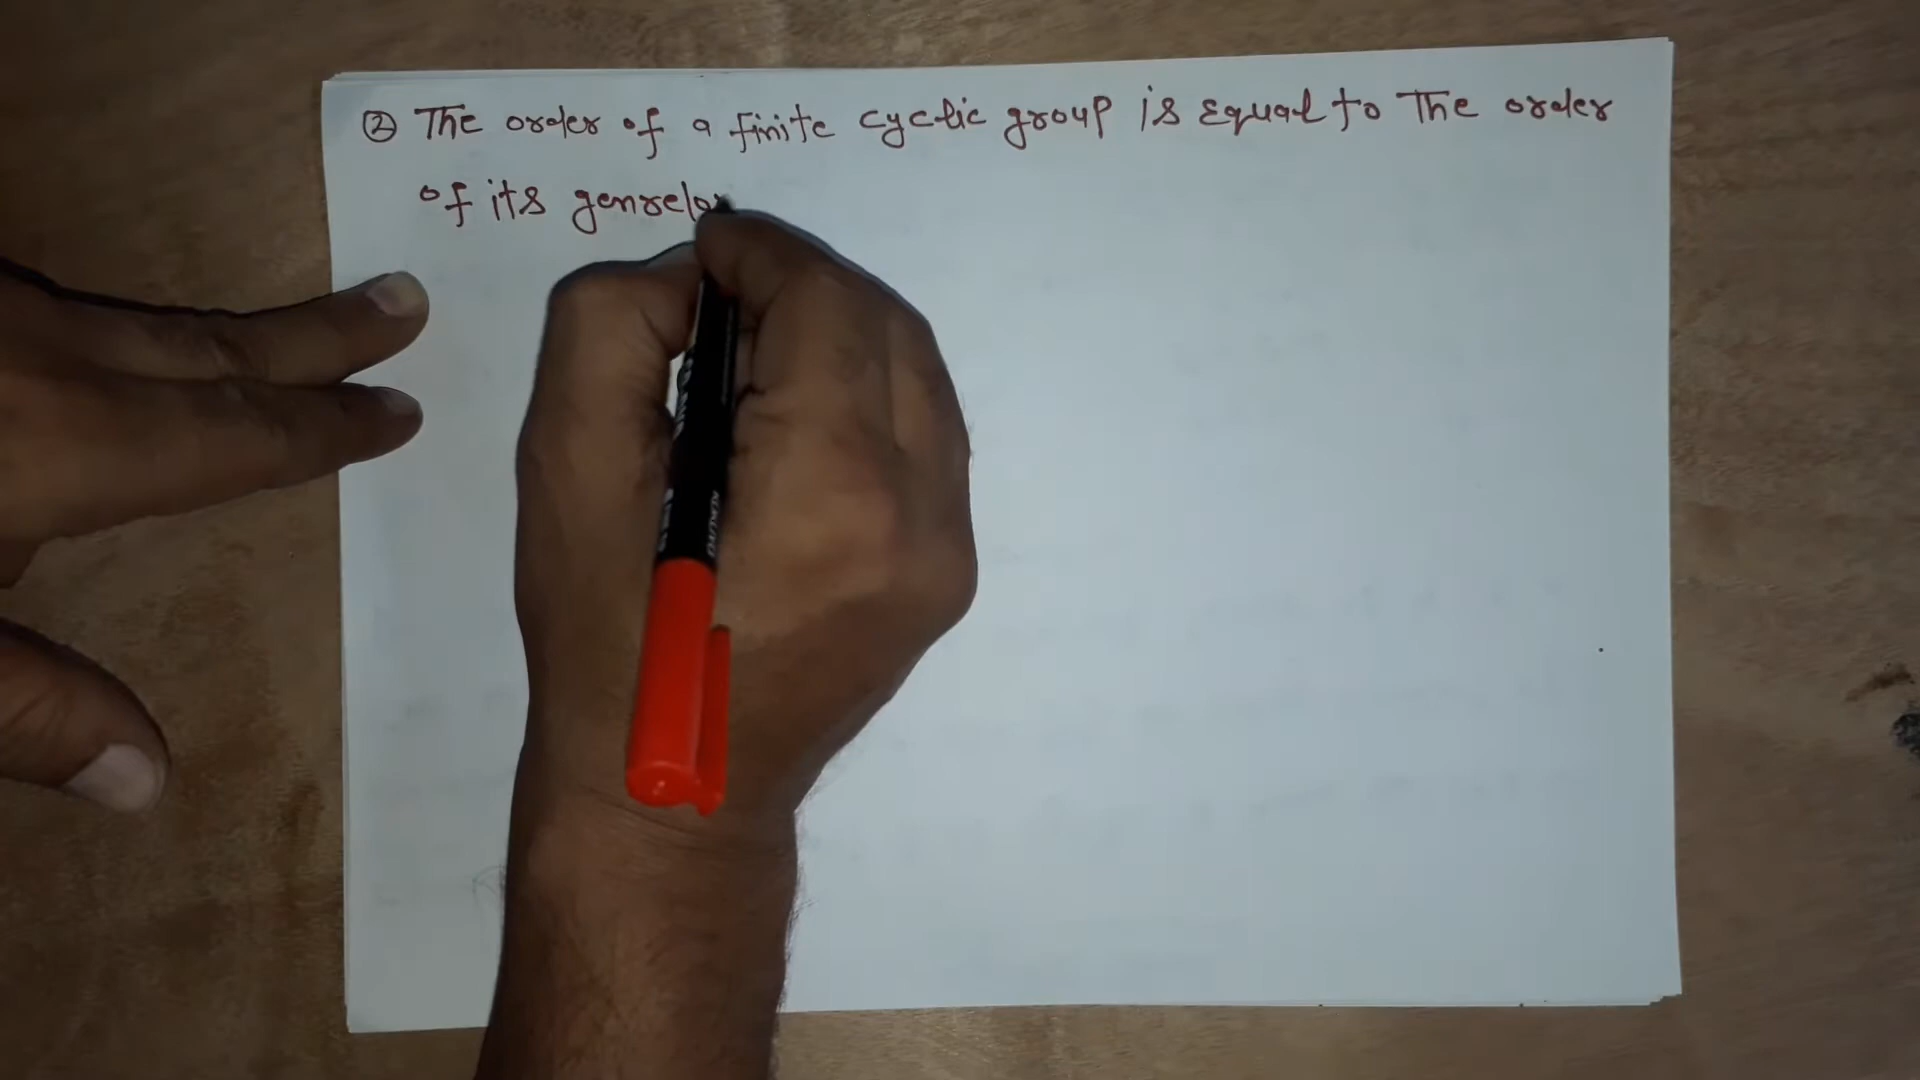 ② The order of a finite cyclic group is equal to The order
of its